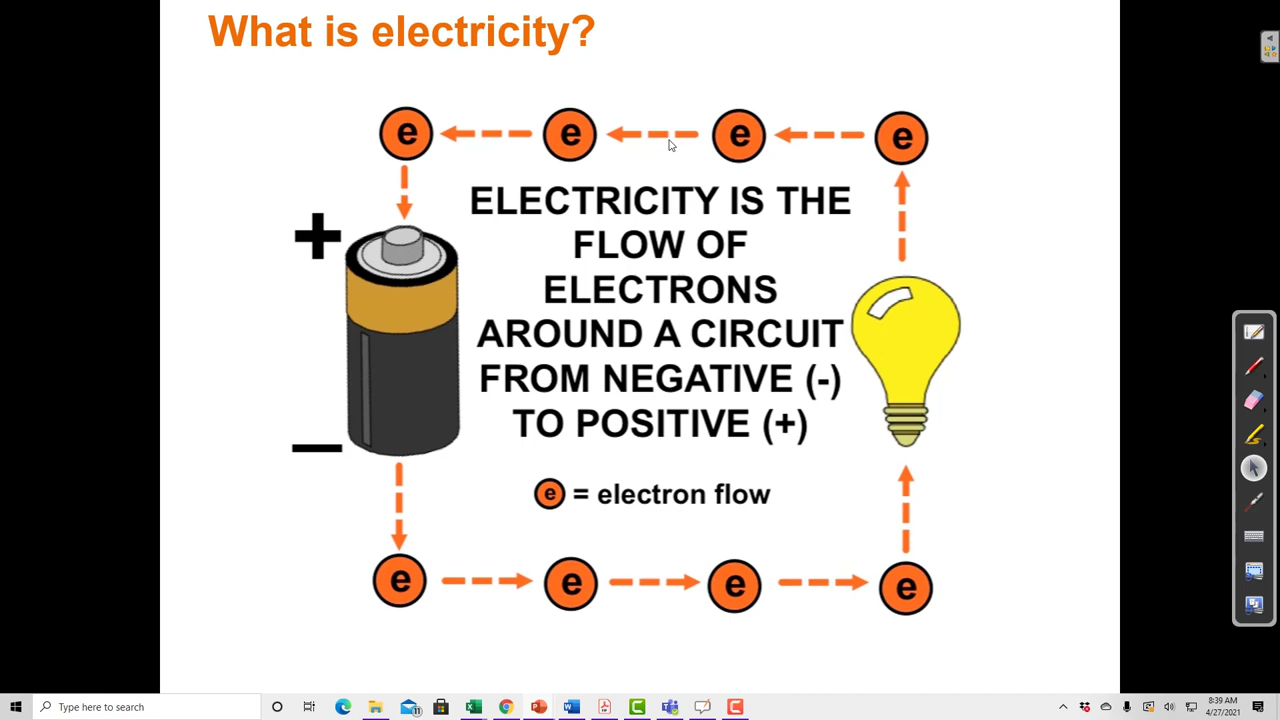 What is electricity?
e e e e
+
ELECTRICITY IS THE
FLOW OF
ELECTRONS
AROUND A CIRCUIT
FROM NEGATIVE (-)
TO POSITIVE (+)
–
e = electron flow
e e e e
Type here to search
11
8:39 AM
4/27/2021